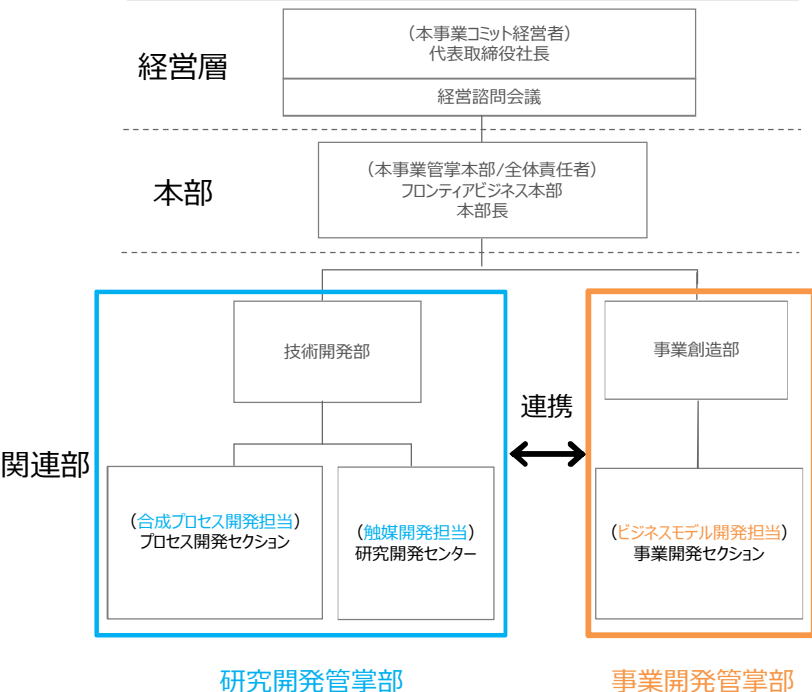 経営層
（本事業コミット経営者）
代表取締役社長
経営諮問会議
本部
（本事業管掌本部/全体責任者）
フロンティアビジネス本部
本部長
関連部
技術開発部
事業創造部
連携
（合成プロセス開発担当）
プロセス開発セクション
（触媒開発担当）
研究開発センター
（ビジネスモデル開発担当）
事業開発セクション
研究開発管掌部
事業開発管掌部